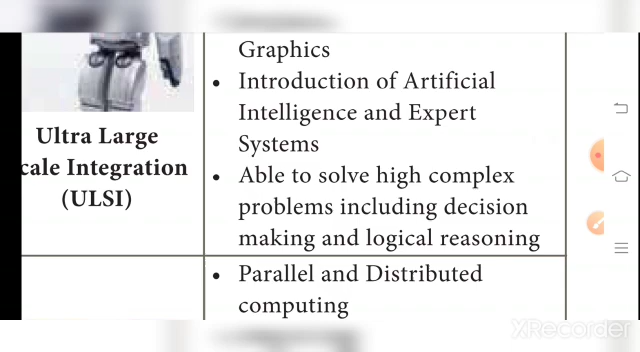 Graphics
• Introduction of Artificial
Intelligence and Expert
Systems
• Able to solve high complex
problems including decision
making and logical reasoning
Ultra Large
cale Integration
(ULSI)
• Parallel and Distributed
computing
XRecorder